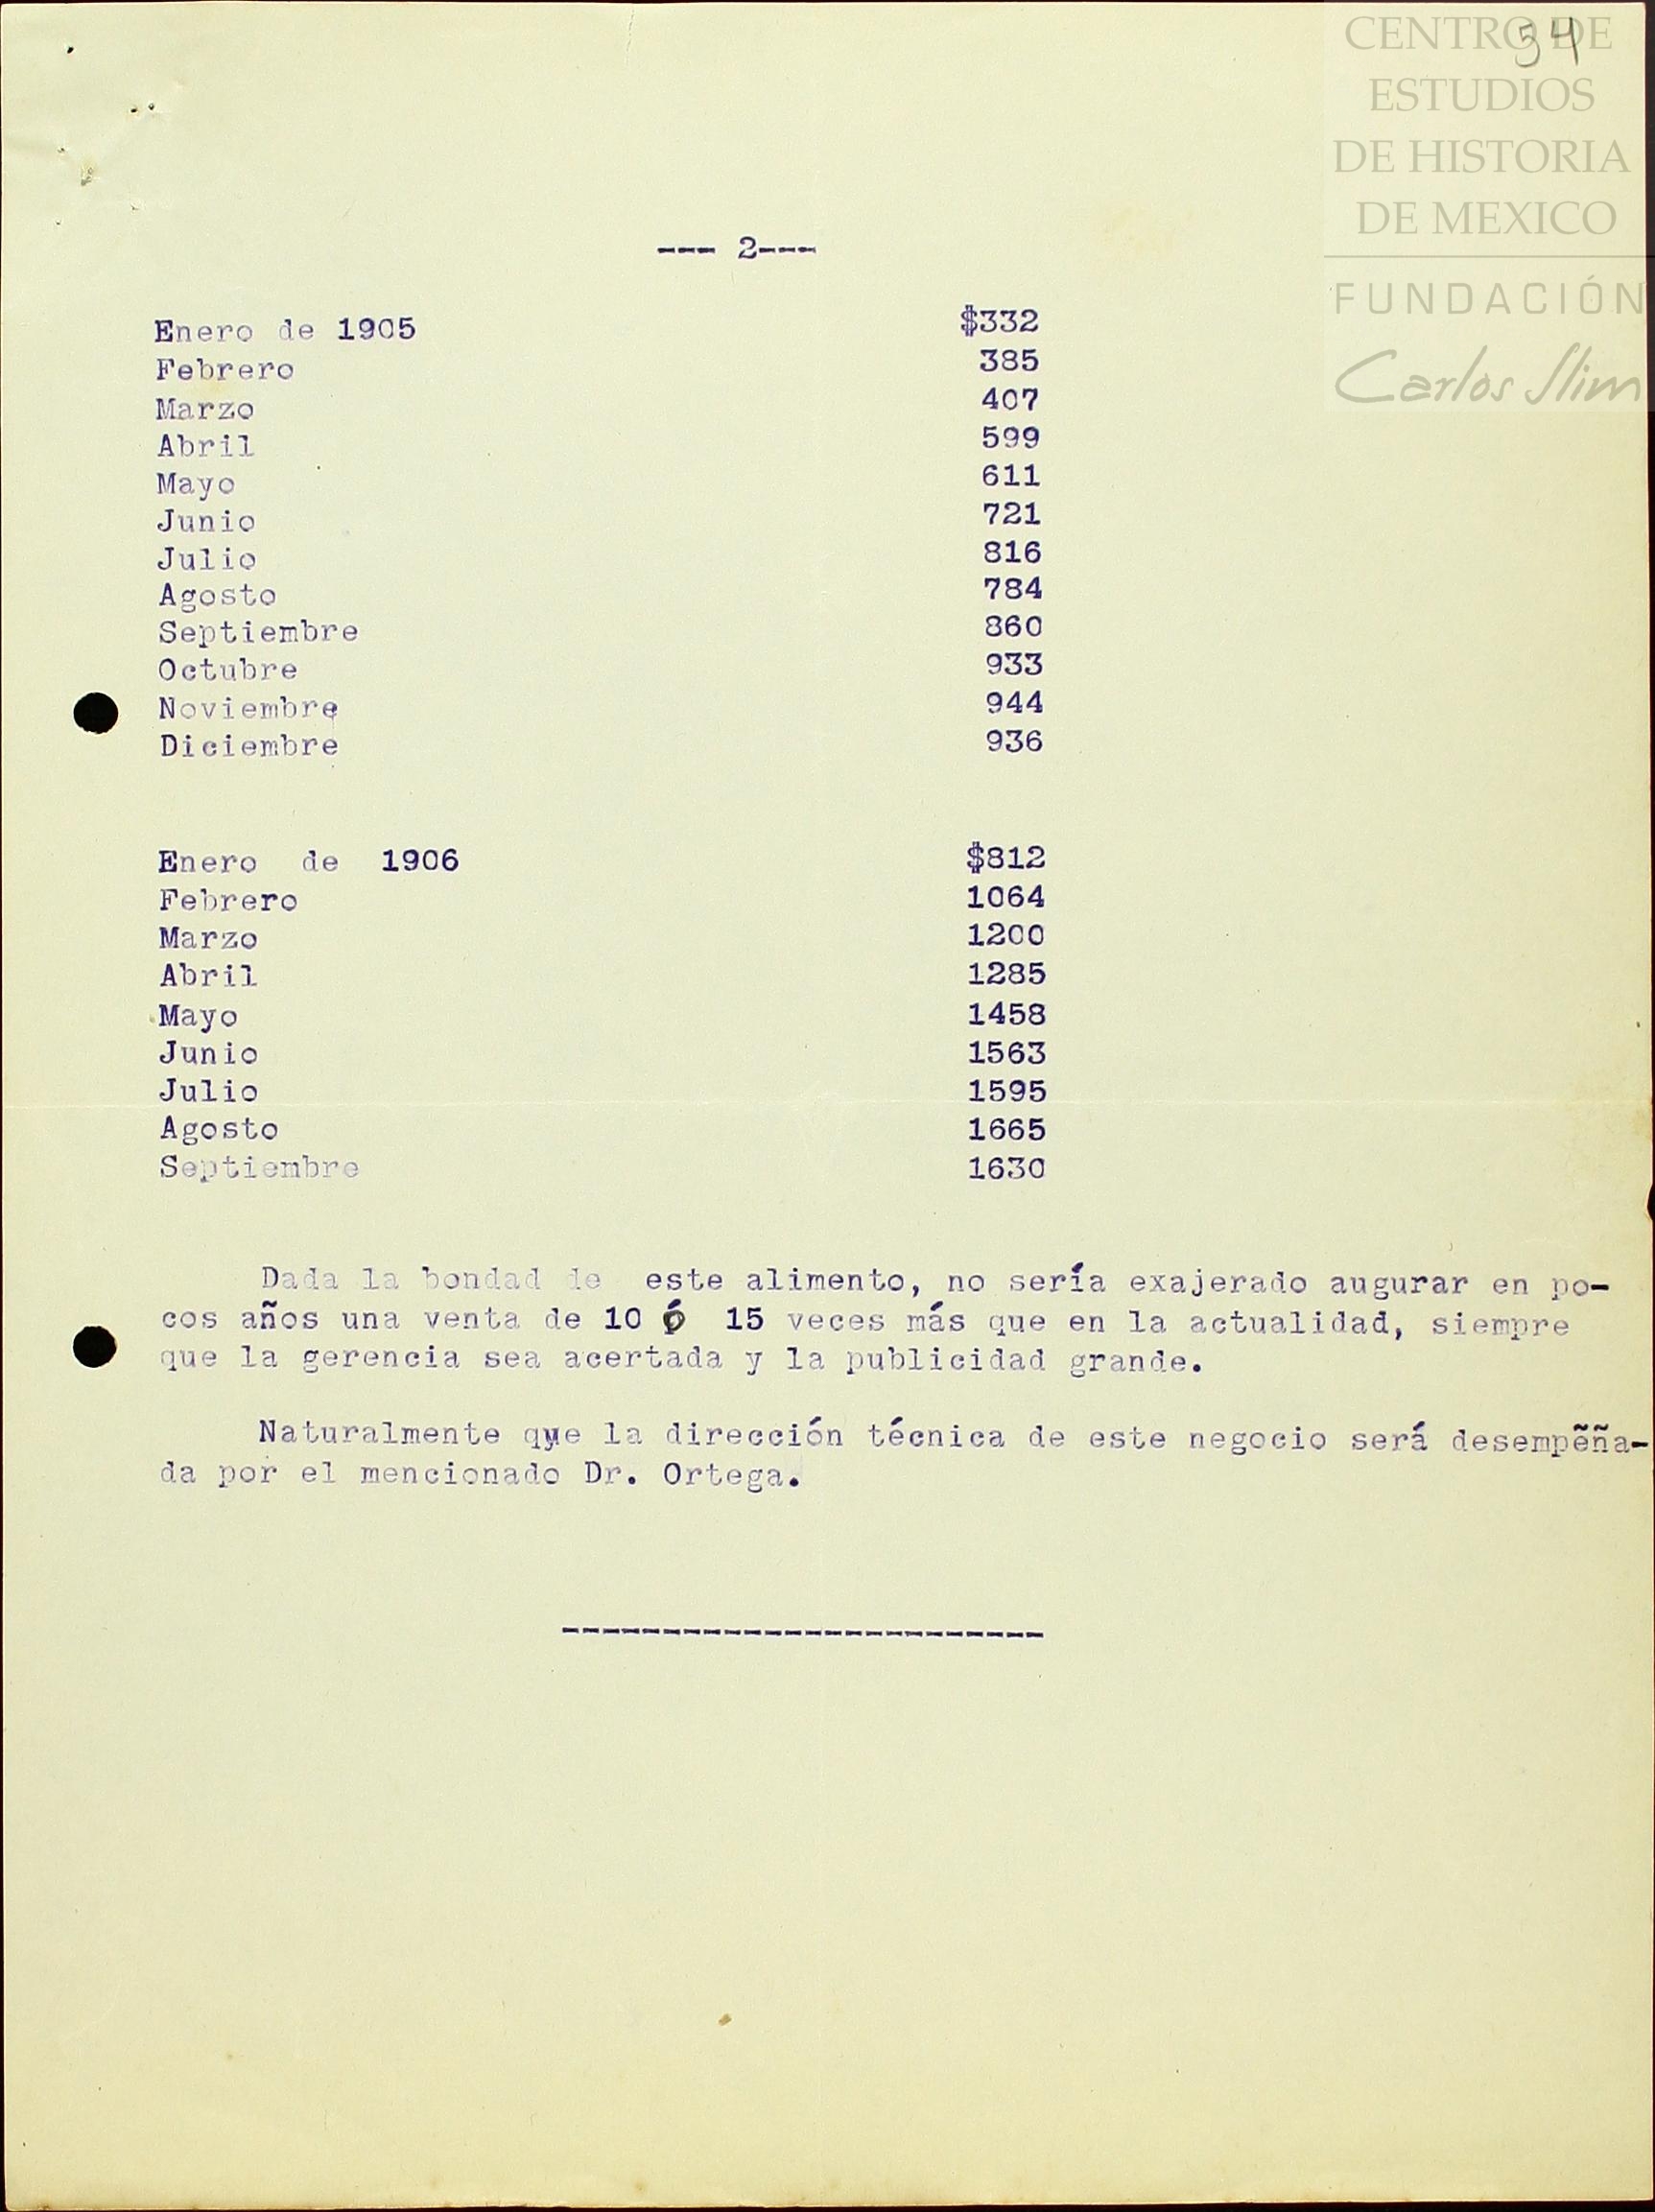 54
CENTRO DE
ESTUDIOS
DE HISTORIA
DE MEXICO
FUNDACIÓN
Carlos Slim
--- 2---
Enero de 1905 $332
Febrero 385
Marzo 407
Abril 599
Mayo 611
Junio 721
Julio 816
Agosto 784
Septiembre 860
Octubre 933
Noviembre 944
Diciembre 936
Enero de 1906 $812
Febrero 1064
Marzo 1200
Abril 1285
Mayo 1458
Junio 1563
Julio 1595
Agosto 1665
Septiembre 1630
Dada la bondad de este alimento, no sería exajerado augurar en po-
cos años una venta de 10 ó 15 veces más que en la actualidad, siempre
que la gerencia sea acertada y la publicidad grande.
Naturalmente que la dirección técnica de este negocio será desempẽña-
da por el mencionado Dr. Ortega.
------------------------